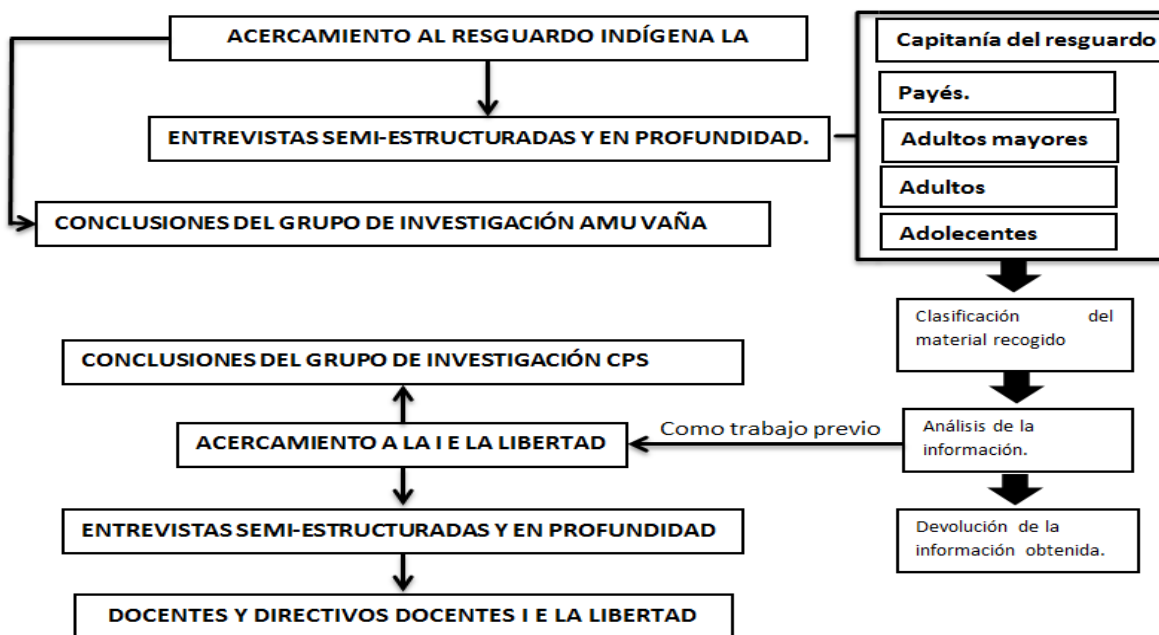 ACERCAMIENTO AL RESGUARDO INDÍGENA LA
ENTREVISTAS SEMI-ESTRUCTURADAS Y EN PROFUNDIDAD.
CONCLUSIONES DEL GRUPO DE INVESTIGACIÓN AMU VAÑA
Capitanía del resguardo
Payés.
Adultos mayores
Adultos
Adolecentes
Clasificación del
material recogido
Análisis de la
información.
Devolución de la
información obtenida.
Como trabajo previo
CONCLUSIONES DEL GRUPO DE INVESTIGACIÓN CPS
ACERCAMIENTO A LA I E LA LIBERTAD
ENTREVISTAS SEMI-ESTRUCTURADAS Y EN PROFUNDIDAD
DOCENTES Y DIRECTIVOS DOCENTES I E LA LIBERTAD